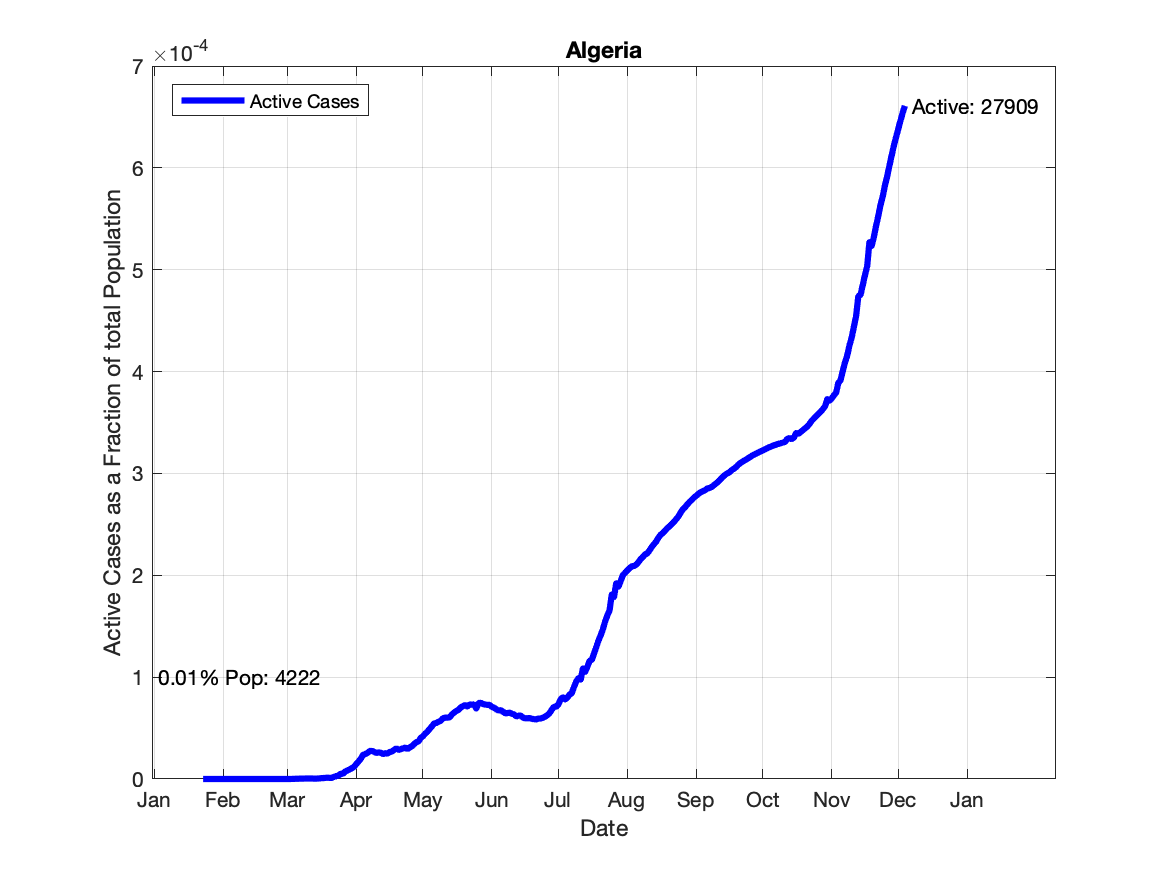 Algeria
×10-4
7
Active Cases
Active: 27909
6
5
4
3
2
1
0.01% Pop: 4222
0
Active Cases as a Fraction of total Population
Jan Feb Mar Apr May Jun Jul Aug Sep Oct Nov Dec Jan
Date